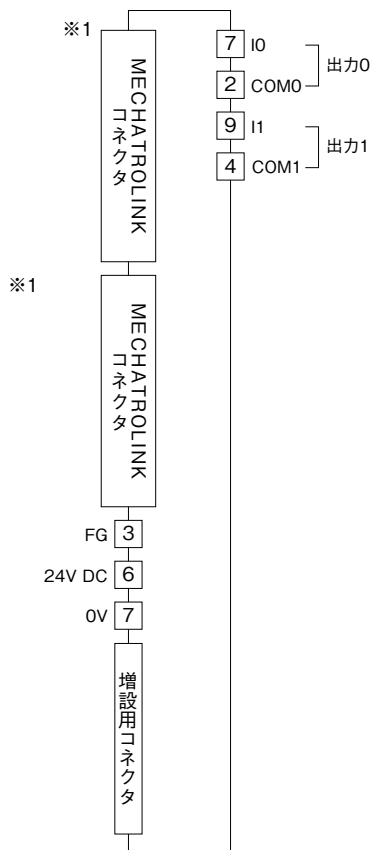 ※1
MECHATROLINK
コネクタ
7 I0
2 COM0
出力0
9 I1
4 COM1
出力1
※1
MECHATROLINK
コネクタ
FG 3
24V DC 6
0V 7
増設用コネクタ